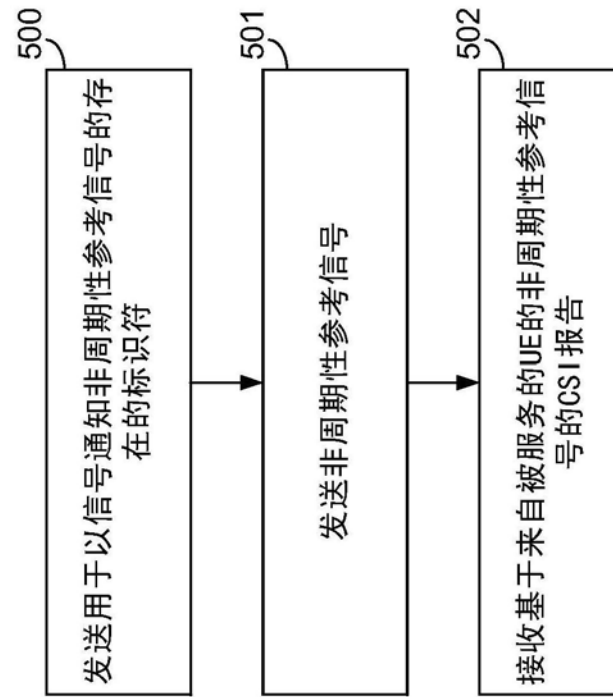 500
发送用于以信号通知非周期性参考信号的存
在的标识符
501
发送非周期性参考信号
502
接收基于来自被服务的UE的非周期性参考信
号的CSI报告